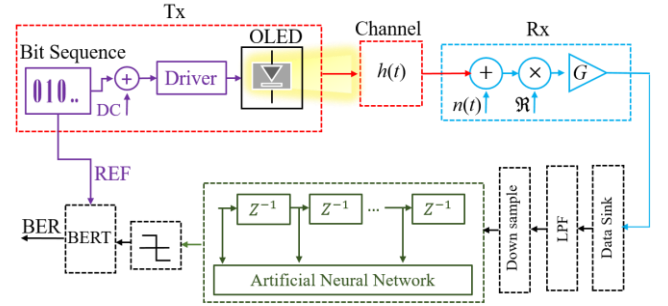 Tx
OLED
Channel
Rx
Bit Sequence
010..
+
DC
Driver
h(t)
+
×
G
n(t)
ℜ
REF
BER
BERT
Z⁻¹
Z⁻¹
...
Z⁻¹
Artificial Neural Network
Down sample
LPF
Data Sink